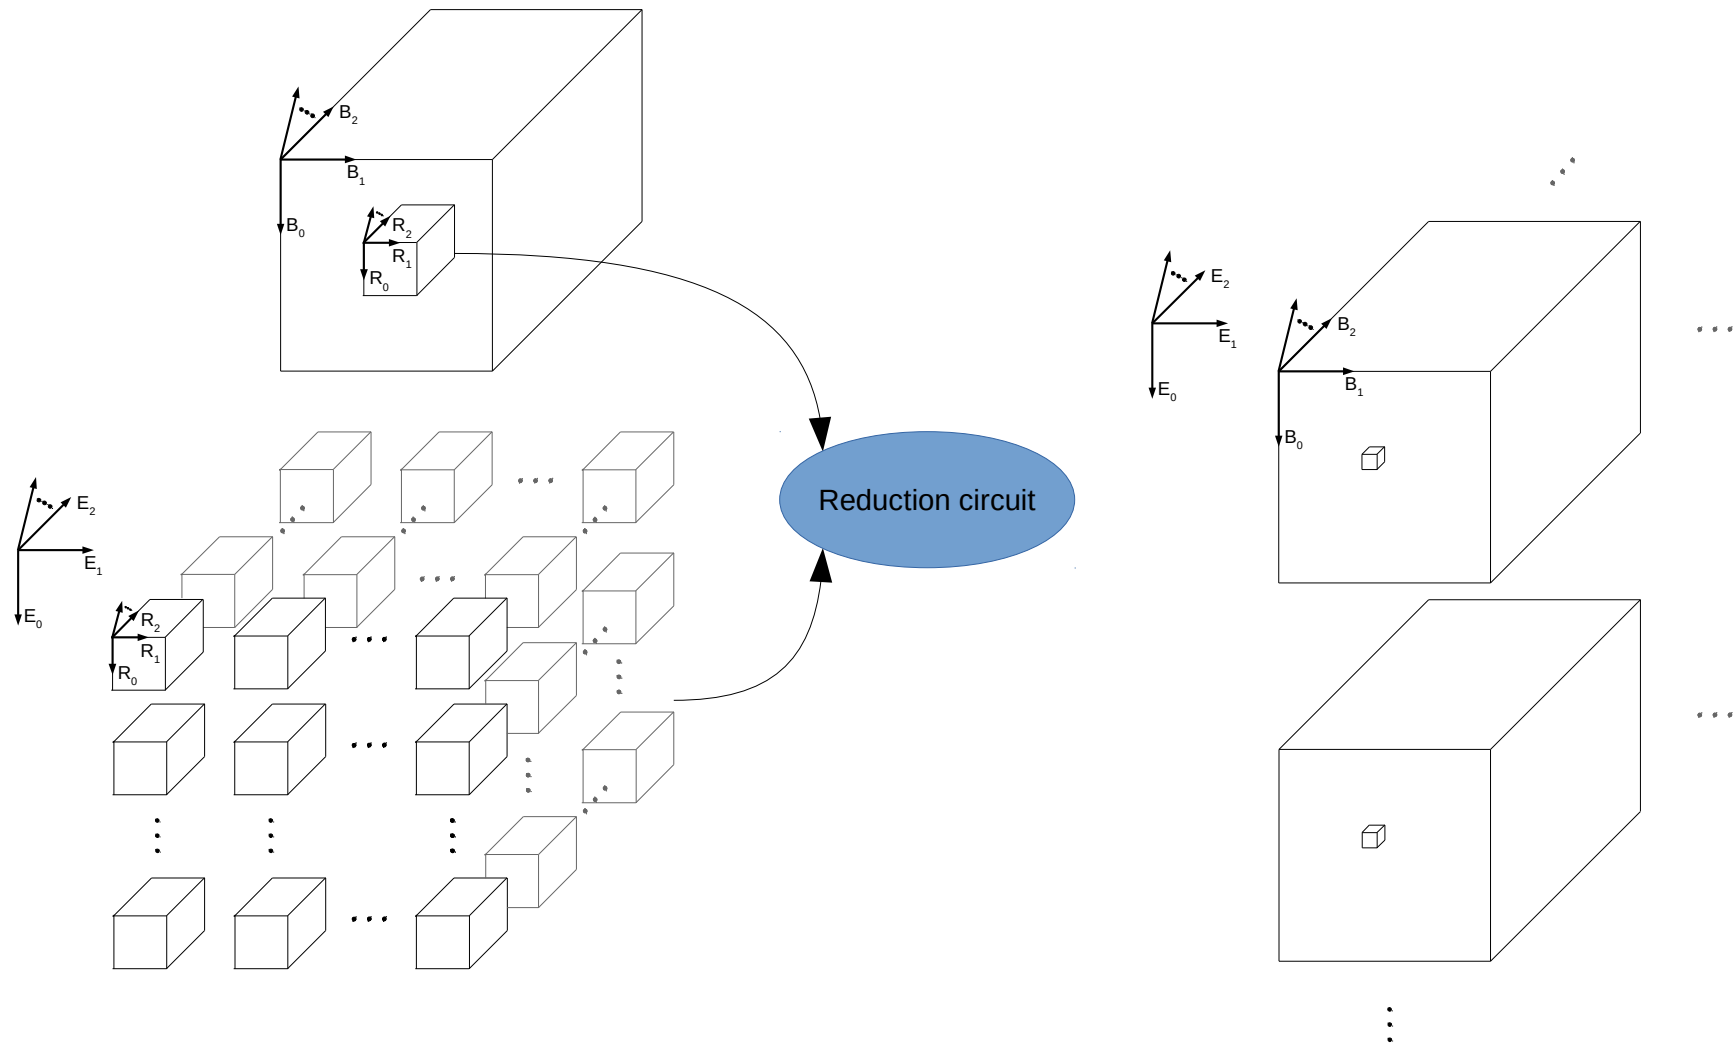 B2
B1
B0
R2
R1
R0
E2
E1
E0
B2
B1
B0
Reduction circuit
E2
E1
E0
R2
R1
R0